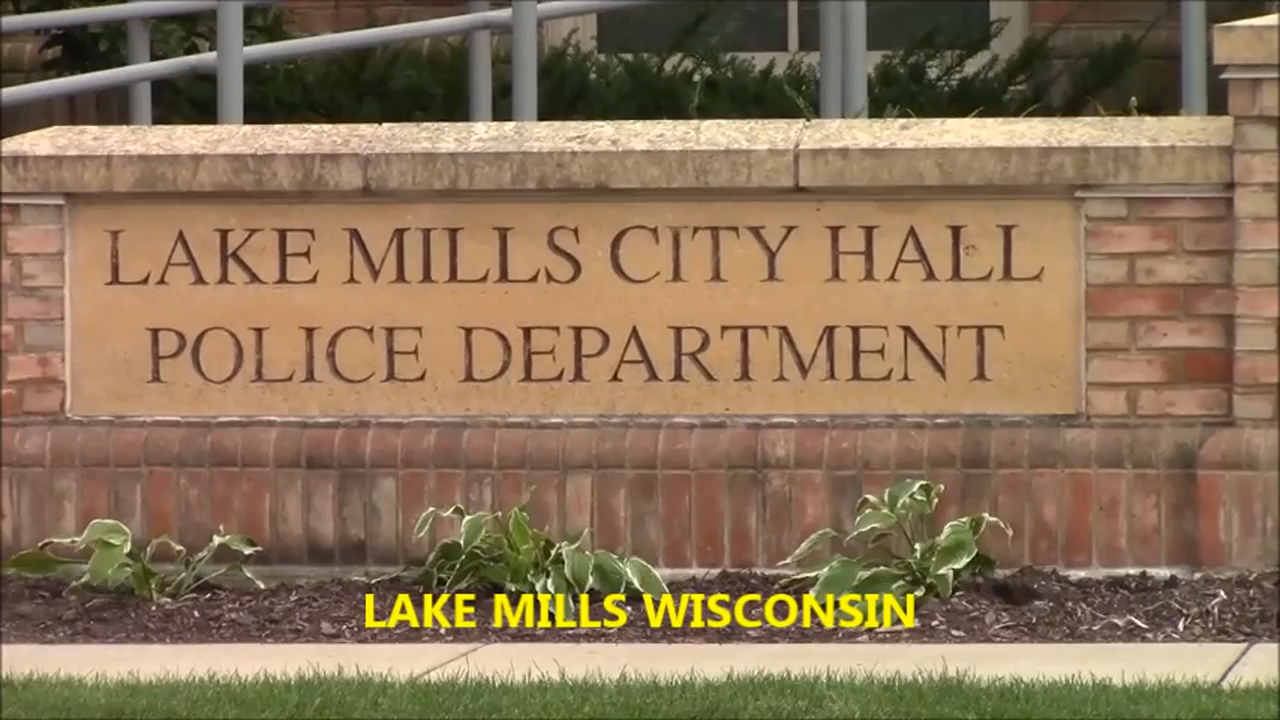 LAKE MILLS CITY HALL
POLICE DEPARTMENT
LAKE MILLS WISCONSIN